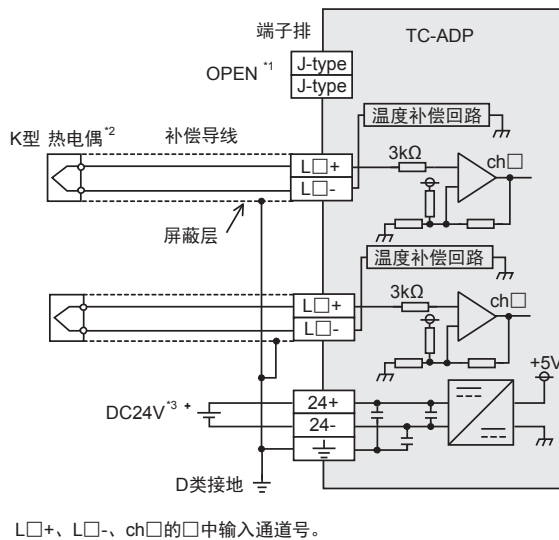 端子排
TC-ADP
OPEN *1
J-type
J-type
温度补偿回路
K型 热电偶*2
补偿导线
3kΩ
ch□
L□+
L□-
屏蔽层
温度补偿回路
3kΩ
ch□
L□+
L□-
+5V
DC24V*3 +
24+
24-
D类接地
L□+、L□-、ch□的□中输入通道号。